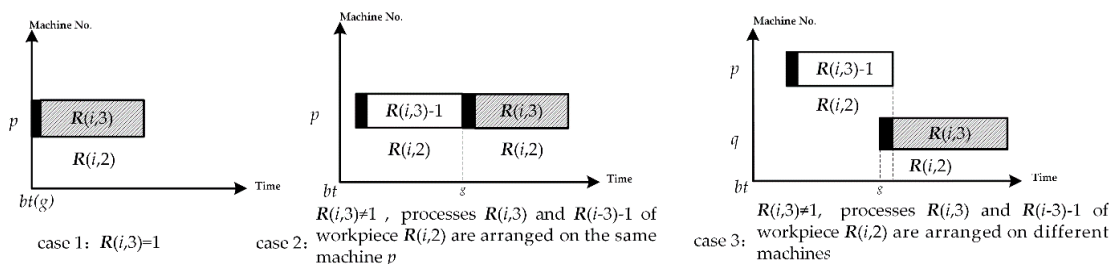 Machine No.
p
R(i,3)
R(i,2)
bt(g)
Time
case 1: R(i,3)=1
Machine No.
p
R(i,3)-1
R(i,3)
R(i,2)
R(i,2)
bt
g
Time
case 2:
R(i,3)≠1 , processes R(i,3) and R(i-3)-1 of
workpiece R(i,2) are arranged on the same
machine p
Machine No.
p
R(i,3)-1
R(i,2)
q
R(i,3)
R(i,2)
bt
g
Time
case 3:
R(i,3)≠1, processes R(i,3) and R(i-3)-1 of
workpiece R(i,2) are arranged on different
machines